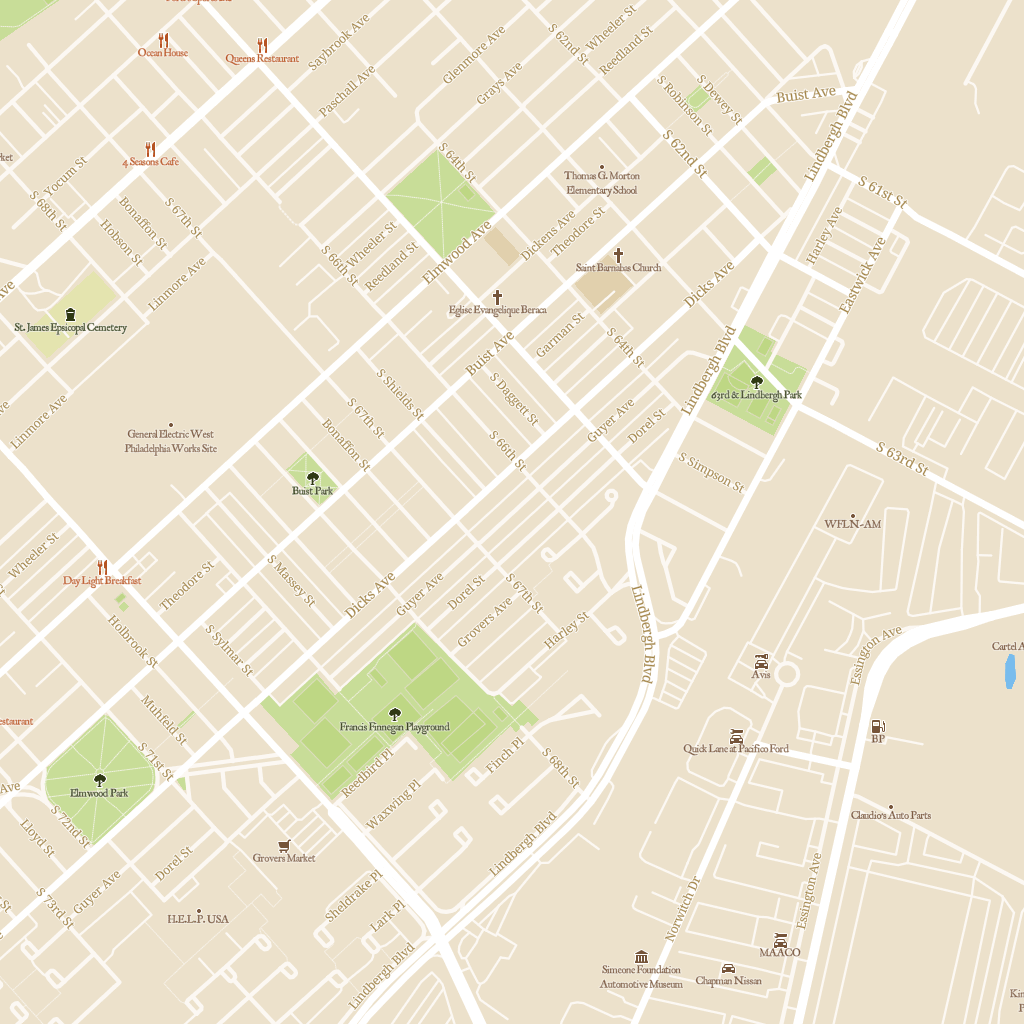 Ocean House
Queens Restaurant
Saybrook Ave
Paschall Ave
Glenmore Ave
Grays Ave
S 62nd St
Wheeler St
Reedland St
S Dewey St
S Robinson St
Buist Ave
Lindbergh Blvd
4 Seasons Cafe
S Yocum St
S 68th St
Bonaffon St
Hobson St
S 67th St
Linmore Ave
S 64th St
S 62nd St
Thomas G. Morton
Elementary School
S 61st St
Harley Ave
Eastwick Ave
Wheeler St
Reedland St
S 66th St
Elmwood Ave
Dickens Ave
Theodore St
Saint Barnabas Church
Dicks Ave
Eglise Evangelique Beraca
St. James Epsicopal Cemetery
Buist Ave
Garman St
S 64th St
Lindbergh Blvd
63rd & Lindbergh Park
Linmore Ave
S Shields St
S Daggett St
S 67th St
Bonaffon St
General Electric West
Philadelphia Works Site
Guyer Ave
Dorel St
S 66th St
S Simpson St
S 63rd St
Buist Park
WFLN-AM
Wheeler St
Day Light Breakfast
Theodore St
S Massey St
Dicks Ave
Guyer Ave
Dorel St
S 67th St
Grovers Ave
Harley St
Lindbergh Blvd
Holbrook St
S Sylmar St
Essington Ave
Cartel A
Avis
Muhfeld St
Francis Finnegan Playground
Quick Lane at Pacifico Ford
BP
S 71st St
Reedbird Pl
Finch Pl
S 68th St
Elmwood Park
Waxwing Pl
S 72nd St
Lloyd St
Claudio's Auto Parts
Grovers Market
Lindbergh Blvd
Dorel St
Guyer Ave
S 73rd St
Sheldrake Pl
Lark Pl
H.E.L.P. USA
Norwitch Dr
Essington Ave
MAACO
Lindbergh Blvd
Simeone Foundation
Automotive Museum
Chapman Nissan